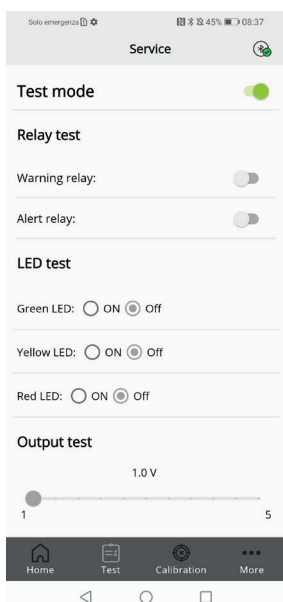 Solo emergenza 45% 08:37
Service
Test mode
Relay test
Warning relay:
Alert relay:
LED test
Green LED: ON Off
Yellow LED: ON Off
Red LED: ON Off
Output test
1.0 V
1 5
Home Test Calibration More